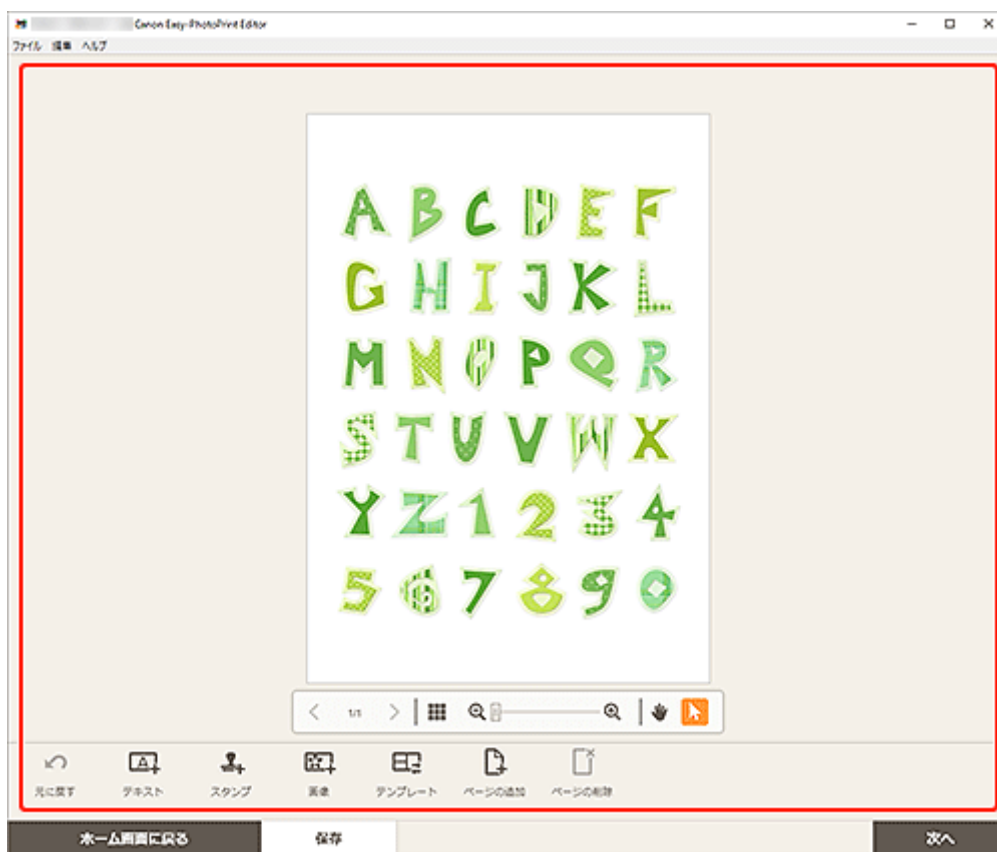 Canon Easy-PhotoPrint Editor
ファイル 編集 ヘルプ
A B C D E F
G H I J K L
M N O P Q R
S T U V W X
Y Z 1 2 3 4
5 6 7 8 9 0
1/1
元に戻す テキスト スタンプ 画像 テンプレート ページの追加 ページの削除
ホーム画面に戻る 保存 次へ